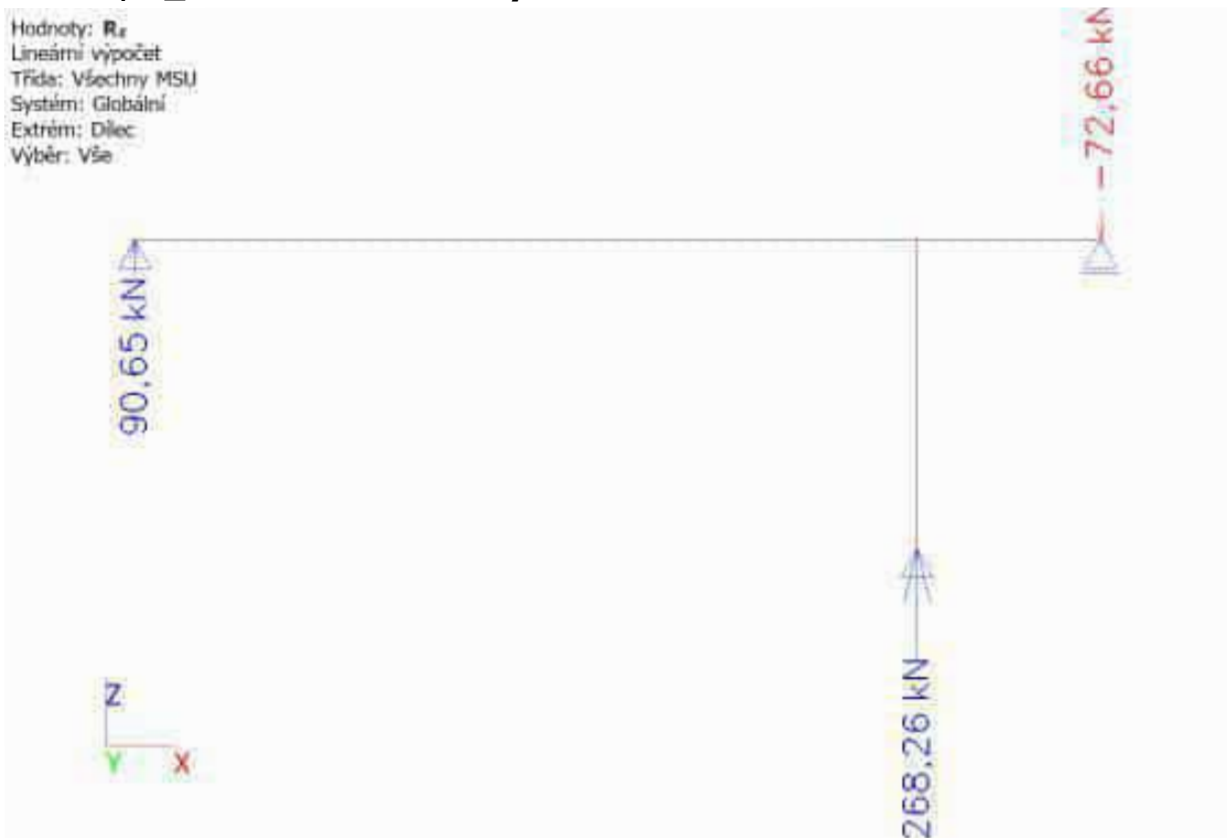 Hodnoty: Rz
Lineární výpočet
Třída: Všechny MSU
Systém: Globální
Extrém: Dílec
Výběr: Vše
-72,66 kN
90,65 kN
268,26 kN
Z
Y X